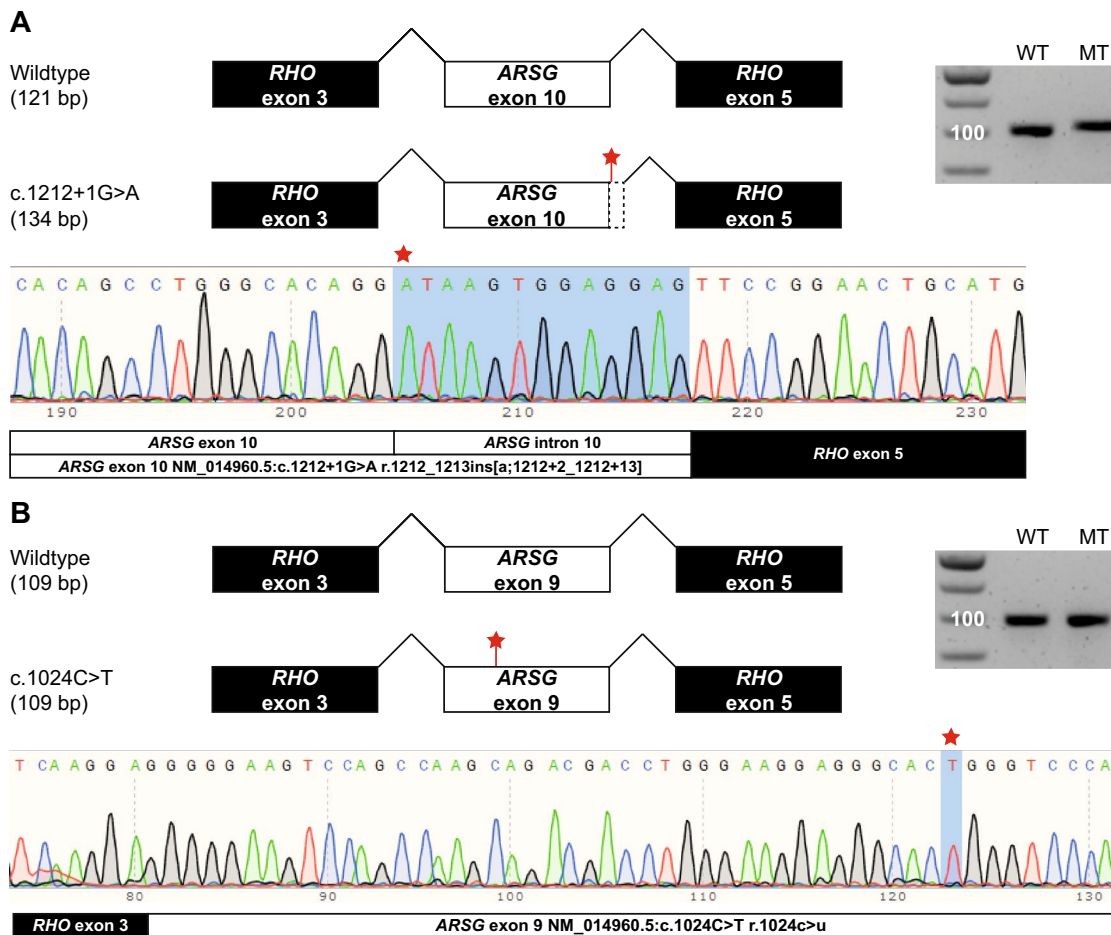 A
Wildtype
(121 bp)
RHO
exon 3
ARSG
exon 10
RHO
exon 5
WT MT
100
c.1212+1G>A
(134 bp)
RHO
exon 3
ARSG
exon 10
RHO
exon 5
C A C A G C C T G G G C A C A G G A T A A G T G G A G G A G T T C C G G A A C T G C A T G
190 200 210 220 230
ARSG exon 10 ARSG intron 10 RHO exon 5
ARSG exon 10 NM_014960.5:c.1212+1G>A r.1212_1213ins[a;1212+2_1212+13]
B
Wildtype
(109 bp)
RHO
exon 3
ARSG
exon 9
RHO
exon 5
WT MT
100
c.1024C>T
(109 bp)
RHO
exon 3
ARSG
exon 9
RHO
exon 5
T C A A G G A G G G G G A A G T C C A G C C A A G C A G A C G A C C T G G G A A G G A G G G C A C T G G G T C C C A
80 90 100 110 120 130
RHO exon 3 ARSG exon 9 NM_014960.5:c.1024C>T r.1024c>u